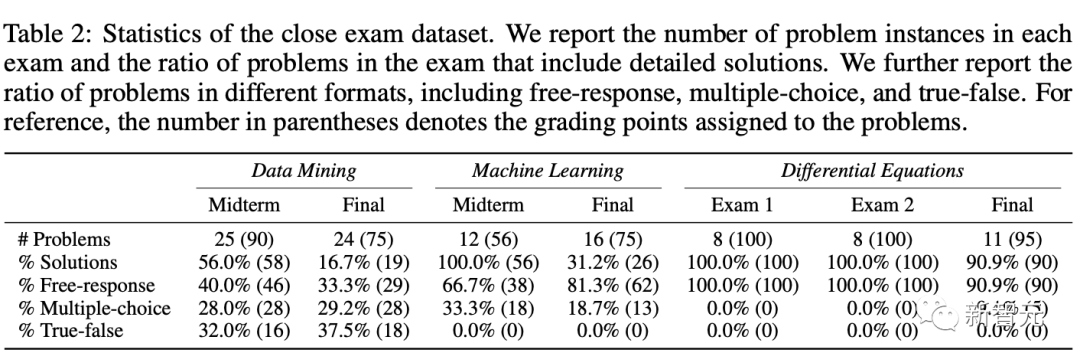 Table 2: Statistics of the close exam dataset. We report the number of problem instances in each
exam and the ratio of problems in the exam that include detailed solutions. We further report the
ratio of problems in different formats, including free-response, multiple-choice, and true-false. For
reference, the number in parentheses denotes the grading points assigned to the problems.
Data Mining Machine Learning Differential Equations
Midterm Final Midterm Final Exam 1 Exam 2 Final
# Problems 25 (90) 24 (75) 12 (56) 16 (75) 8 (100) 8 (100) 11 (95)
% Solutions 56.0% (58) 16.7% (19) 100.0% (56) 31.2% (26) 100.0% (100) 100.0% (100) 90.9% (90)
% Free-response 40.0% (46) 33.3% (29) 66.7% (38) 81.3% (62) 100.0% (100) 100.0% (100) 90.9% (90)
% Multiple-choice 28.0% (28) 29.2% (28) 33.3% (18) 18.7% (13) 0.0% (0) 0.0% (0)
% True-false 32.0% (16) 37.5% (18) 0.0% (0) 0.0% (0) 0.0% (0) 0.0% (0) 0.0% (0)
新智元